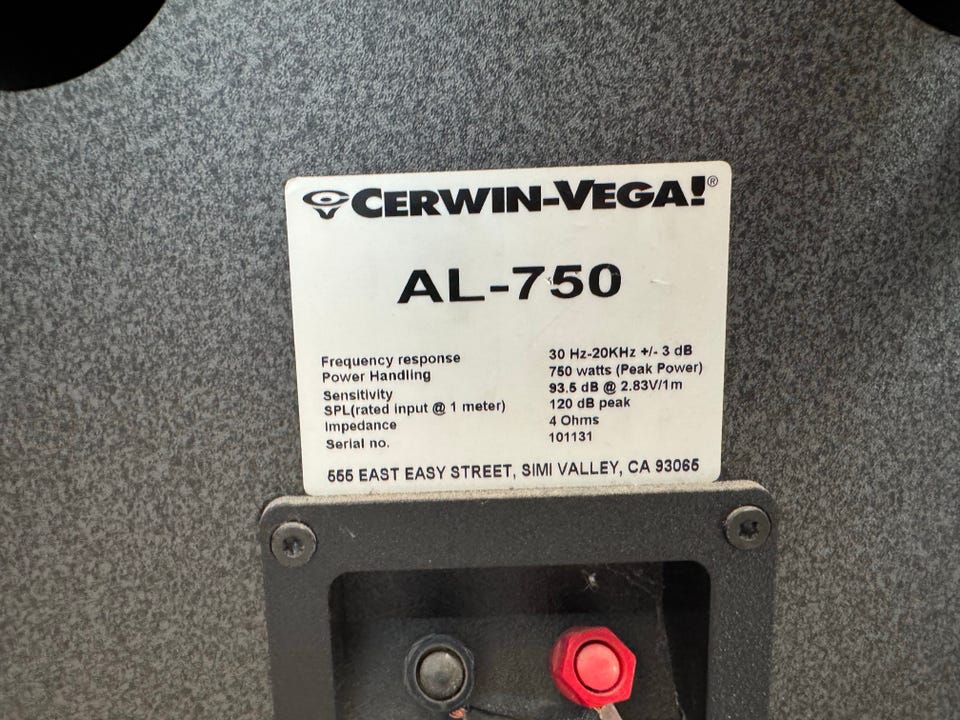 CERWIN-VEGA!®
AL-750
Frequency response 30 Hz-20KHz +/- 3 dB
Power Handling 750 watts (Peak Power)
Sensitivity 93.5 dB @ 2.83V/1m
SPL(rated input @ 1 meter) 120 dB peak
Impedance 4 Ohms
Serial no. 101131
555 EAST EASY STREET, SIMI VALLEY, CA 93065